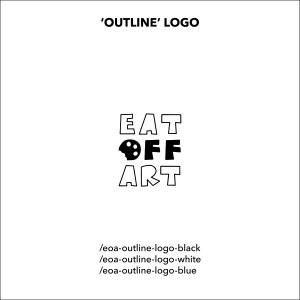 ‘OUTLINE’ LOGO
EAT
OFF
ART
/eoa-outline-logo-black
/eoa-outline-logo-white
/eoa-outline-logo-blue